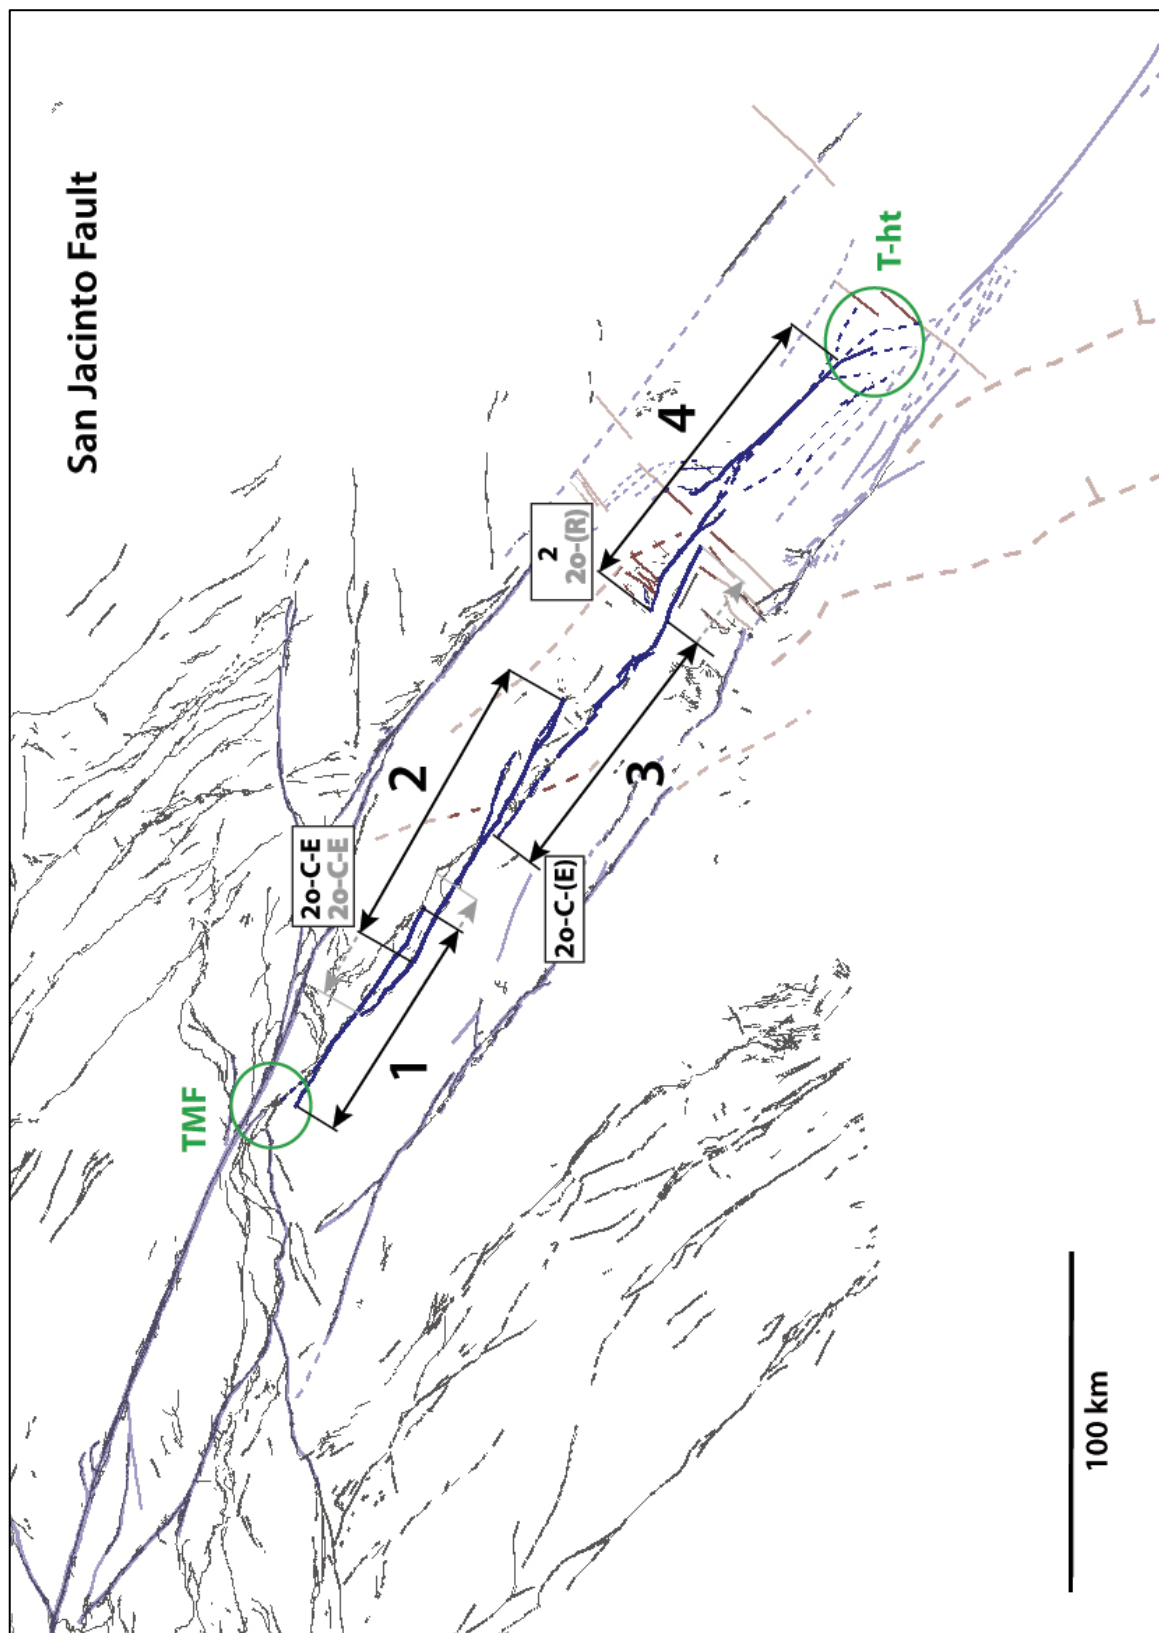 San Jacinto Fault
TMF
2o-C-E
2o-C-E
2
2o-(R)
T-ht
1
2
3
4
2o-C-(E)
100 km